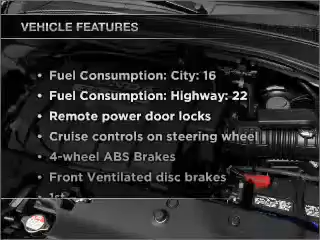 VEHICLE FEATURES
• Fuel Consumption: City: 16
• Fuel Consumption: Highway: 22
• Remote power door locks
• Cruise controls on steering wheel
• 4-wheel ABS Brakes
• Front Ventilated disc brakes